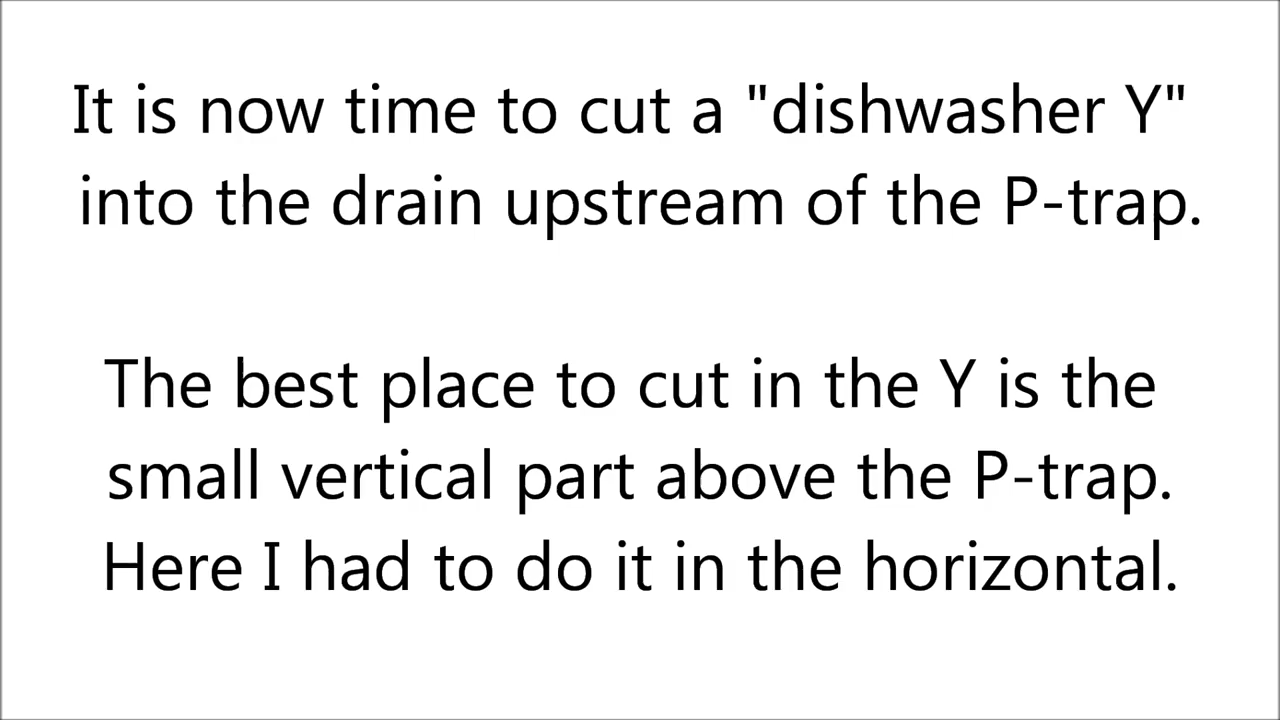 It is now time to cut a "dishwasher Y"
into the drain upstream of the P-trap.
The best place to cut in the Y is the
small vertical part above the P-trap.
Here I had to do it in the horizontal.